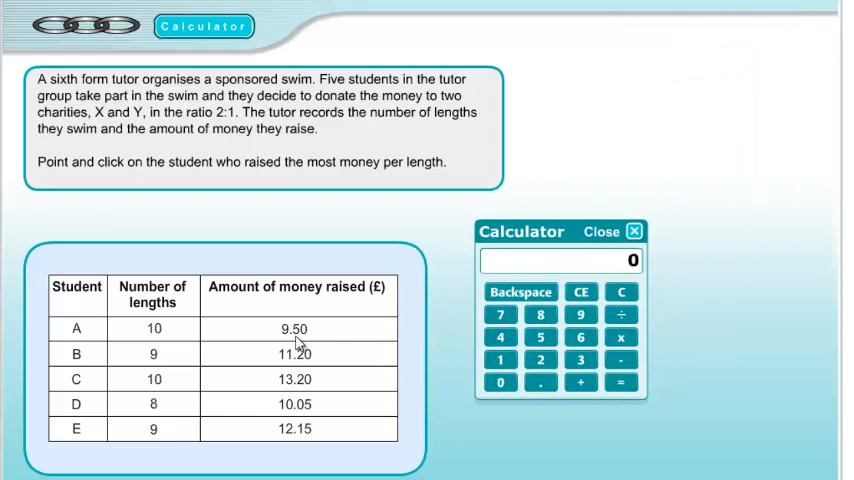 Calculator
A sixth form tutor organises a sponsored swim. Five students in the tutor
group take part in the swim and they decide to donate the money to two
charities, X and Y, in the ratio 2:1. The tutor records the number of lengths
they swim and the amount of money they raise.
Point and click on the student who raised the most money per length.
Calculator Close X
0
Backspace CE C
7 8 9 ÷
4 5 6 x
1 2 3 -
0 . + =
Student Number of lengths Amount of money raised (£)
A 10 9.50
B 9 11.20
C 10 13.20
D 8 10.05
E 9 12.15